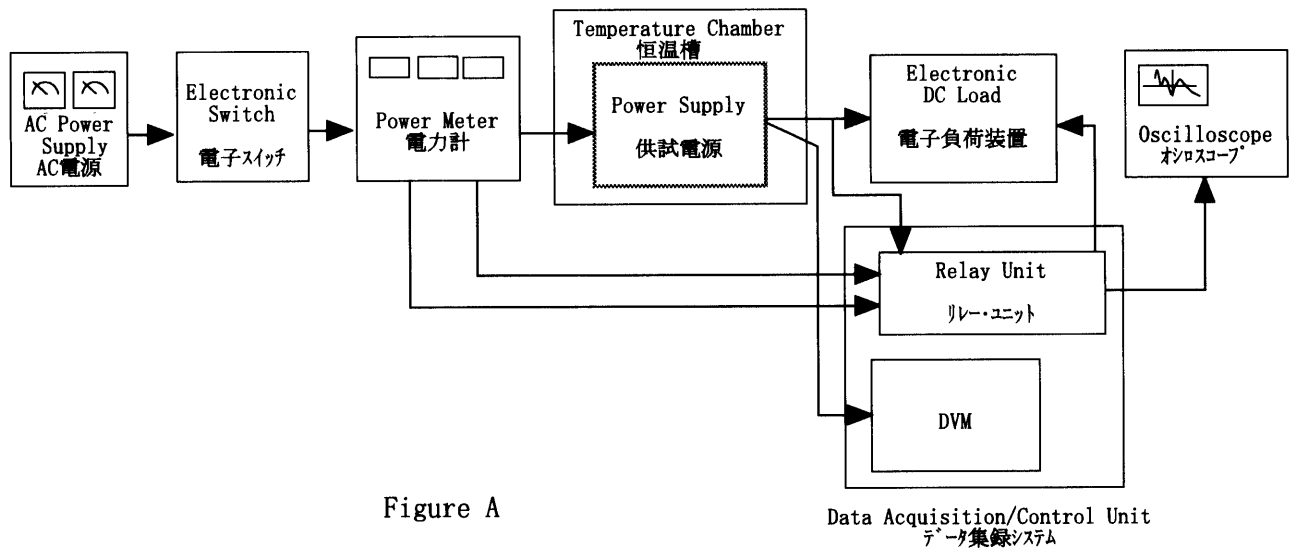 AC Power
Supply
AC電源
Electronic
Switch
電子スイッチ
Power Meter
電力計
Temperature Chamber
恒温槽
Power Supply
供試電源
Electronic
DC Load
電子負荷装置
Oscilloscope
オシロスコープ
Relay Unit
リレー・ユニット
DVM
Figure A
Data Acquisition/Control Unit
データ集録システム